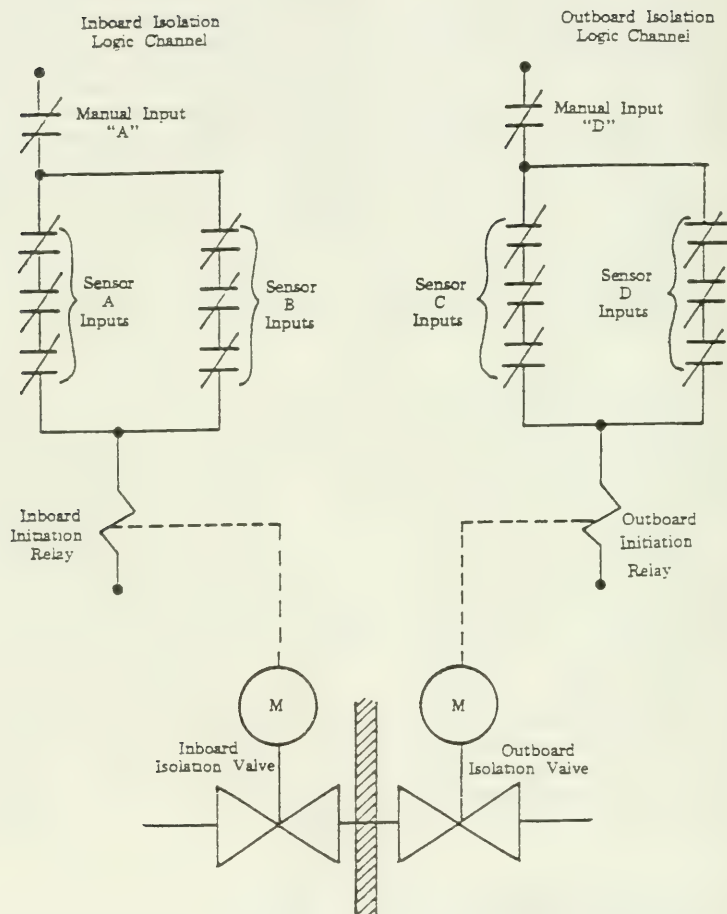 Inboard Isolation
Logic Channel
Outboard Isolation
Logic Channel
Manual Input
"A"
Manual Input
"D"
Sensor
A
Inputs
Sensor
B
Inputs
Sensor
C
Inputs
Sensor
D
Inputs
Inboard
Initiation
Relay
Outboard
Initiation
Relay
M
M
Inboard
Isolation Valve
Outboard
Isolation Valve